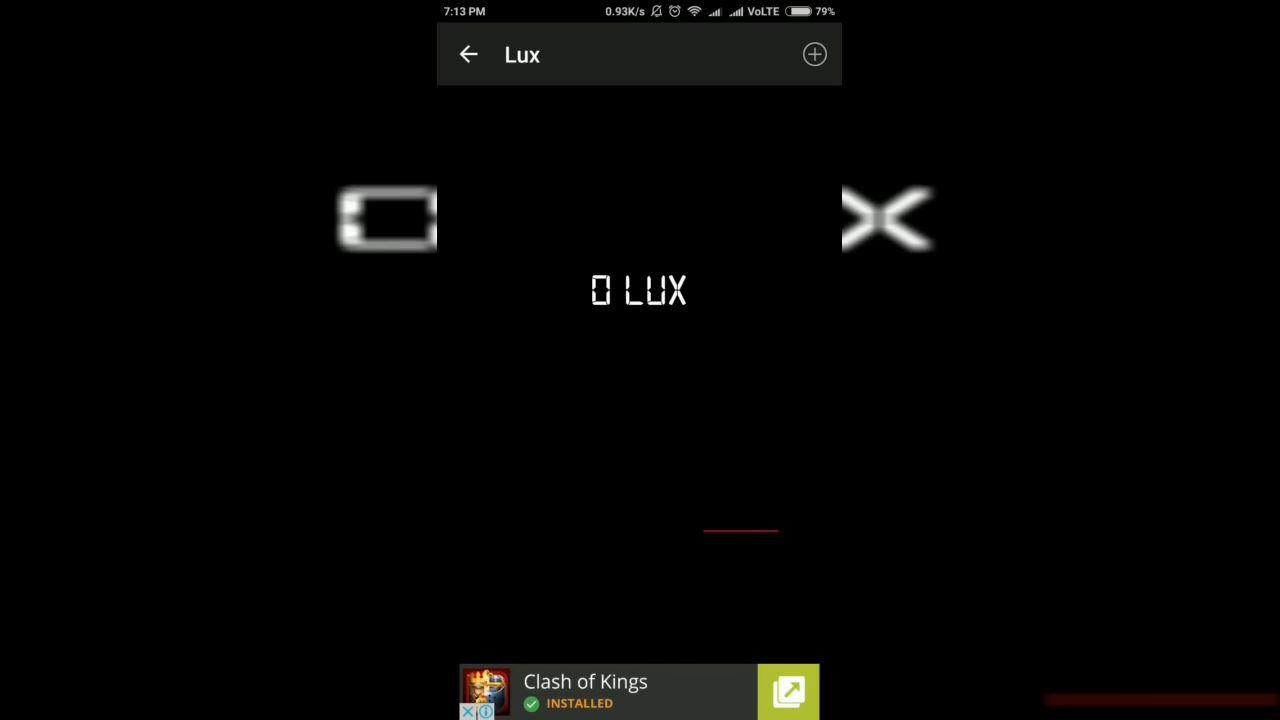 7:13 PM 0.93K/s VoLTE 79%
Lux
0 LUX
Clash of Kings
INSTALLED